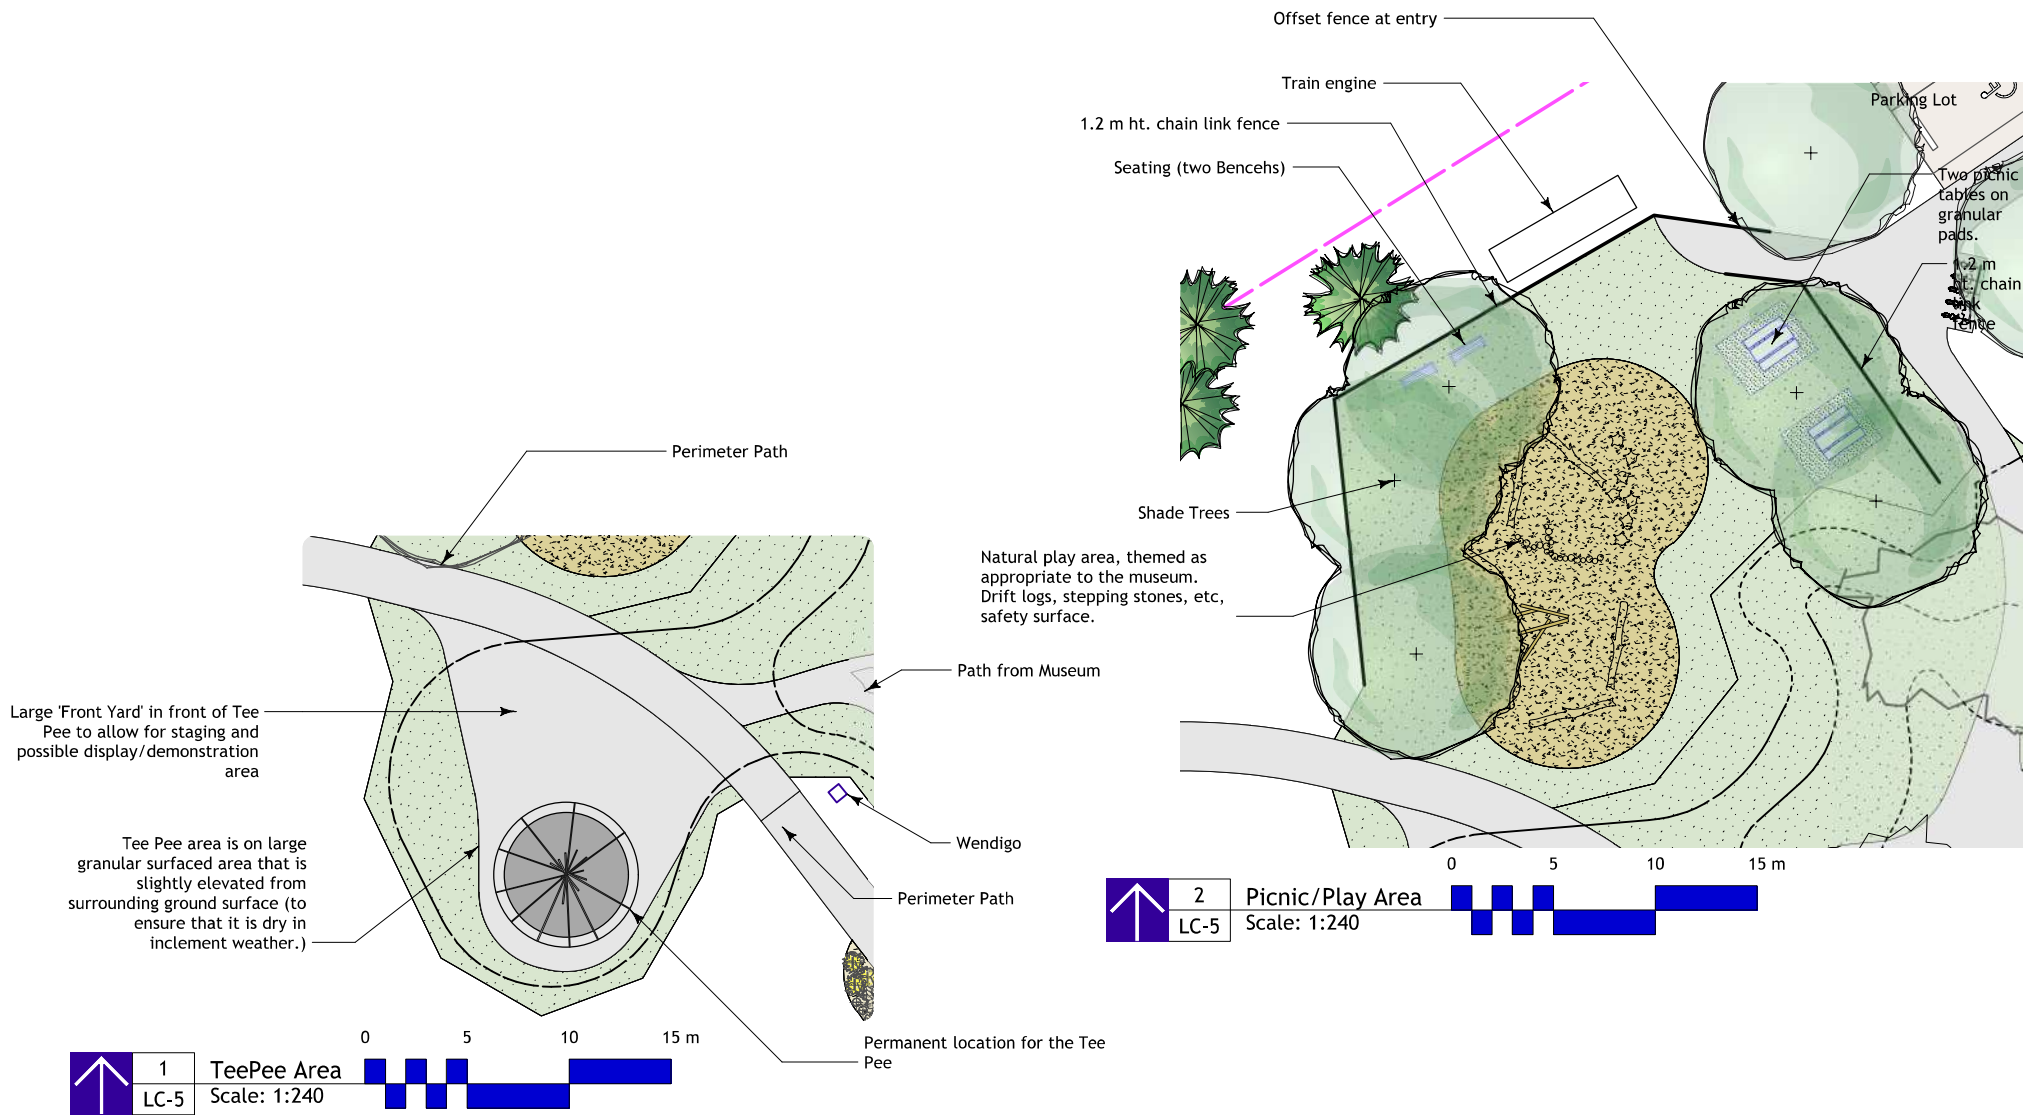 Offset fence at entry
Train engine
1.2 m ht. chain link fence
Seating (two Bencehs)
Parking Lot
Two picnic
tables on
granular
pads.
1.2 m
ht. chain
link
fence
Shade Trees
Natural play area, themed as
appropriate to the museum.
Drift logs, stepping stones, etc,
safety surface.
0 5 10 15 m
2
LC-5
Picnic/Play Area
Scale: 1:240
Perimeter Path
Path from Museum
Large 'Front Yard' in front of Tee
Pee to allow for staging and
possible display/demonstration
area
Tee Pee area is on large
granular surfaced area that is
slightly elevated from
surrounding ground surface (to
ensure that it is dry in
inclement weather.)
Wendigo
Perimeter Path
Permanent location for the Tee
Pee
0 5 10 15 m
1
LC-5
TeePee Area
Scale: 1:240